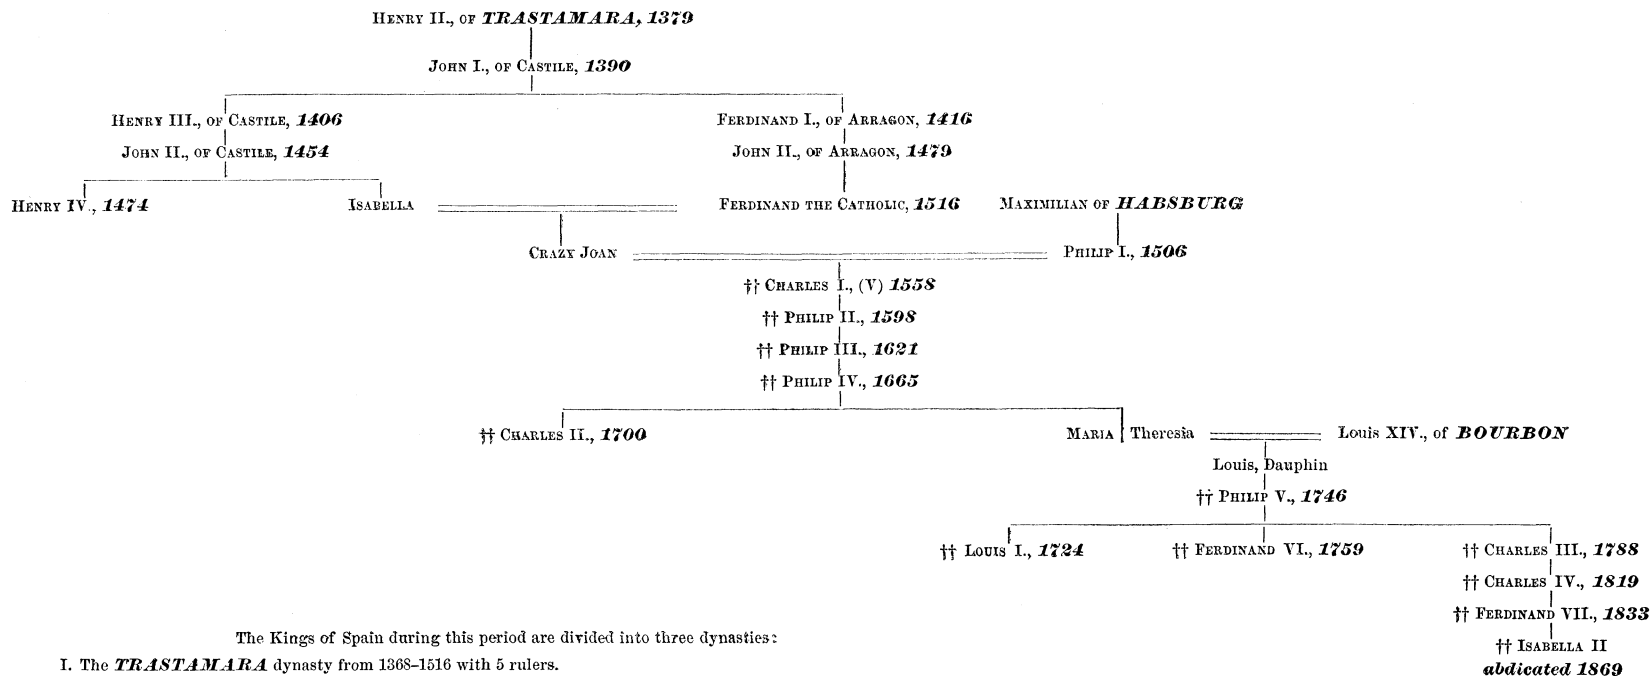 Henry II., of TRASTAMARA, 1379
John I., of Castile, 1390
Henry III., of Castile, 1406 Ferdinand I., of Arragon, 1416
John II., of Castile, 1454 John II., of Arragon, 1479
Henry IV., 1474 Isabella Ferdinand the Catholic, 1516 Maximilian of HABSBURG
Crazy Joan Philip I., 1506
†† Charles I., (V) 1558
†† Philip II., 1598
†† Philip III., 1621
†† Philip IV., 1665
†† Charles II., 1700 Maria Theresia Louis XIV., of BOURBON
Louis, Dauphin
†† Philip V., 1746
†† Louis I., 1724 †† Ferdinand VI., 1759 †† Charles III., 1788
†† Charles IV., 1819
†† Ferdinand VII., 1833
The Kings of Spain during this period are divided into three dynasties:
†† Isabella II
I. The TRASTAMARA dynasty from 1368-1516 with 5 rulers.
abdicated 1869